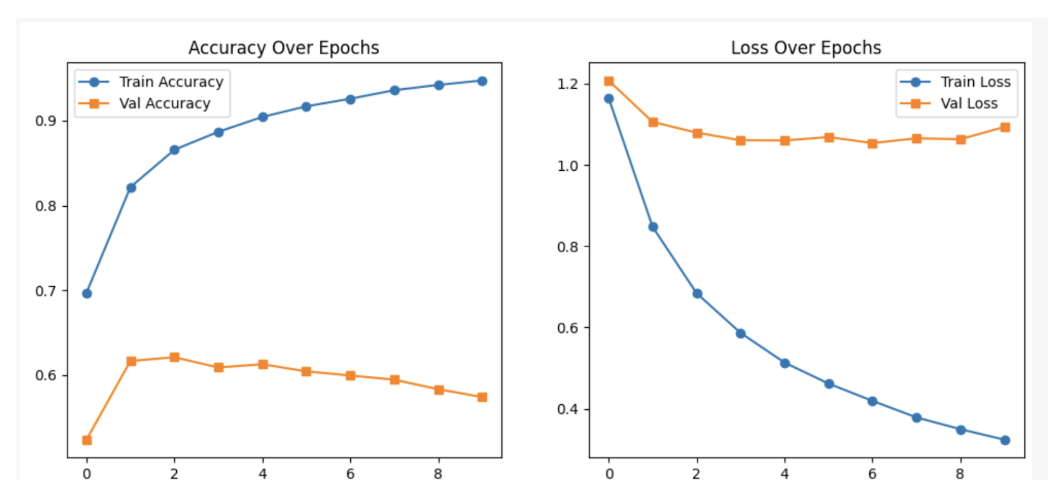 Accuracy Over Epochs
Train Accuracy
Val Accuracy
0.9
0.8
0.7
0.6
0 2 4 6 8
Loss Over Epochs
Train Loss
Val Loss
1.2
1.0
0.8
0.6
0.4
0 2 4 6 8